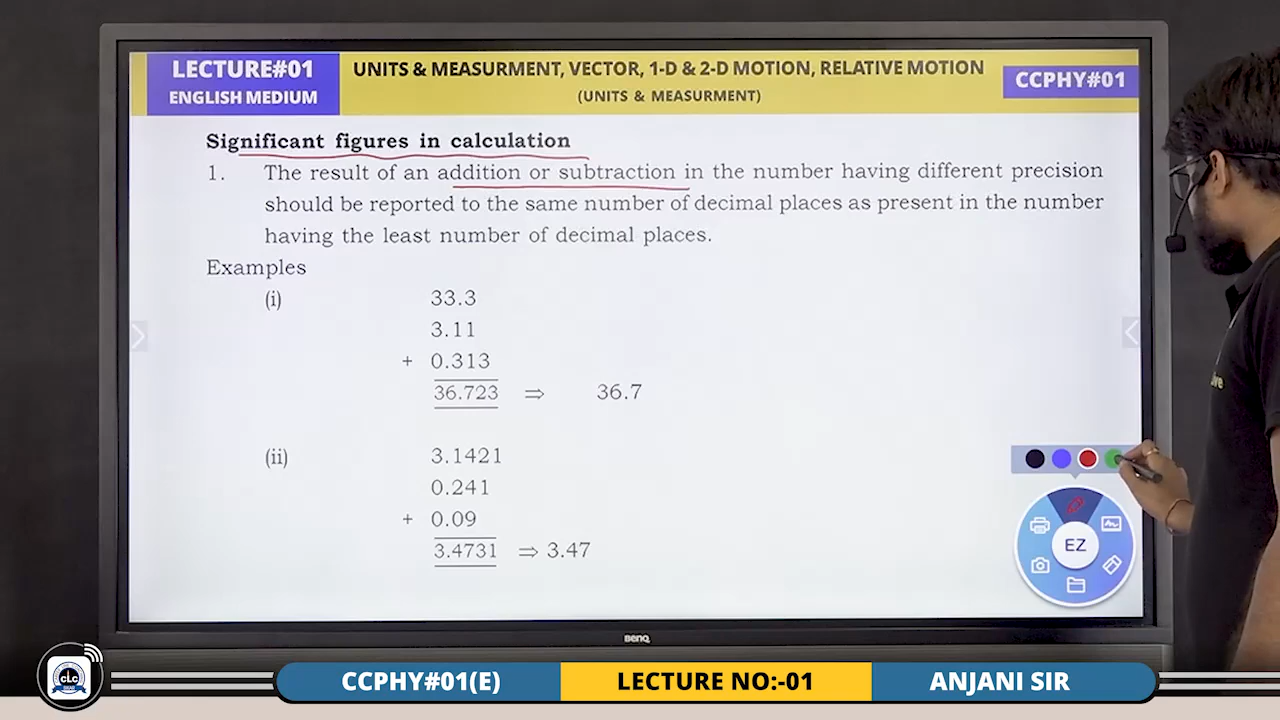 LECTURE#01
ENGLISH MEDIUM
UNITS & MEASURMENT, VECTOR, 1-D & 2-D MOTION, RELATIVE MOTION
(UNITS & MEASURMENT)
CCPHY#01
Significant figures in calculation
1. The result of an addition or subtraction in the number having different precision
should be reported to the same number of decimal places as present in the number
having the least number of decimal places.
Examples
(i) 33.3
3.11
+ 0.313
36.723 ⇒ 36.7
(ii) 3.1421
0.241
+ 0.09
3.4731 ⇒ 3.47
EZ
BenQ
CLC
CCPHY#01(E)
LECTURE NO:-01
ANJANI SIR